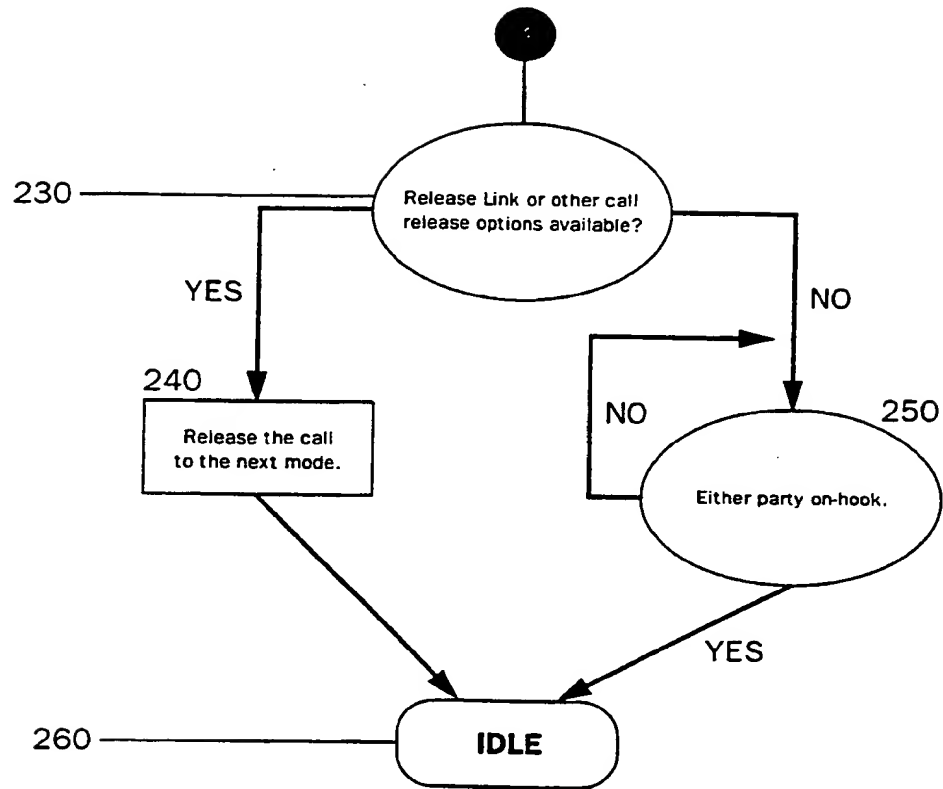 230
Release Link or other call
release options available?
YES
NO
240
Release the call
to the next mode.
NO
250
Either party on-hook.
YES
260
IDLE